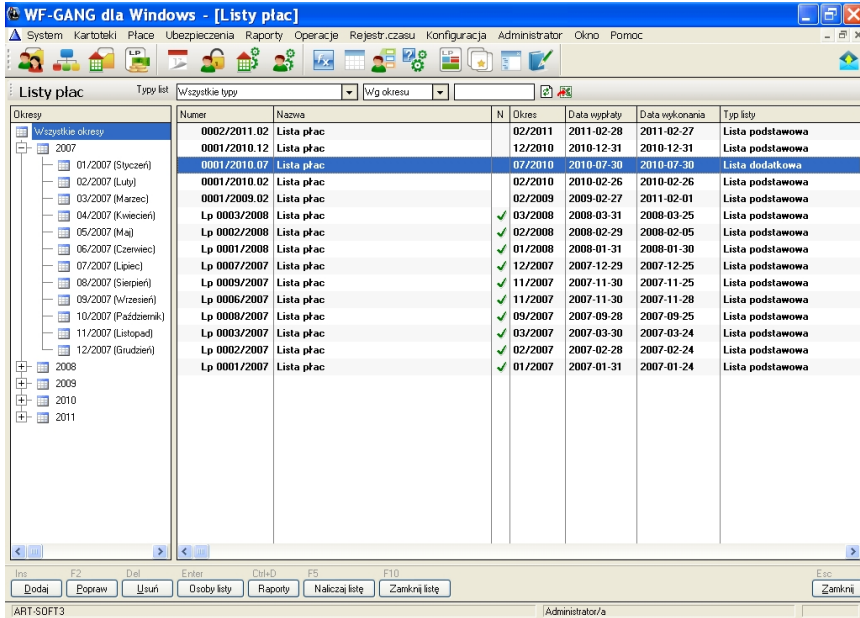 WF-GANG dla Windows - [Listy płac]
System Kartoteki Płace Ubezpieczenia Raporty Operacje Rejestr.czasu Konfiguracja Administrator Okno Pomoc
Listy płac Typy list Wszystkie typy Wg okresu
Okresy Numer Nazwa N Okres Data wypłaty Data wykonania Typ listy
Wszystkie okresy 0002/2011.02 Lista płac 02/2011 2011-02-28 2011-02-27 Lista podstawowa
2007 0001/2010.12 Lista płac 12/2010 2010-12-31 2010-12-31 Lista podstawowa
01/2007 (Styczeń) 0001/2010.07 Lista płac 07/2010 2010-07-30 2010-07-30 Lista dodatkowa
02/2007 (Luty) 0001/2010.02 Lista płac 02/2010 2010-02-26 2010-02-26 Lista podstawowa
03/2007 (Marzec) 0001/2009.02 Lista płac 02/2009 2009-02-27 2011-02-01 Lista podstawowa
04/2007 (Kwiecień) Lp 0003/2008 Lista płac 03/2008 2008-03-31 2008-03-25 Lista podstawowa
05/2007 (Maj) Lp 0002/2008 Lista płac 02/2008 2008-02-29 2008-02-05 Lista podstawowa
06/2007 (Czerwiec) Lp 0001/2008 Lista płac 01/2008 2008-01-31 2008-01-30 Lista podstawowa
07/2007 (Lipiec) Lp 0007/2007 Lista płac 12/2007 2007-12-29 2007-12-25 Lista podstawowa
08/2007 (Sierpień) Lp 0009/2007 Lista płac 11/2007 2007-11-30 2007-11-25 Lista podstawowa
09/2007 (Wrzesień) Lp 0006/2007 Lista płac 11/2007 2007-11-30 2007-11-28 Lista podstawowa
10/2007 (Październik) Lp 0008/2007 Lista płac 09/2007 2007-09-28 2007-09-25 Lista podstawowa
11/2007 (Listopad) Lp 0003/2007 Lista płac 03/2007 2007-03-30 2007-03-24 Lista podstawowa
12/2007 (Grudzień) Lp 0002/2007 Lista płac 02/2007 2007-02-28 2007-02-24 Lista podstawowa
2008 Lp 0001/2007 Lista płac 01/2007 2007-01-31 2007-01-24 Lista podstawowa
2009
2010
2011
Ins F2 Del Enter Ctrl+D F5 F10 Esc
Dodaj Popraw Usuń Osoby listy Raporty Naliczaj listę Zamknij listę Zamknij
ART-SOFT3 Administrator/a